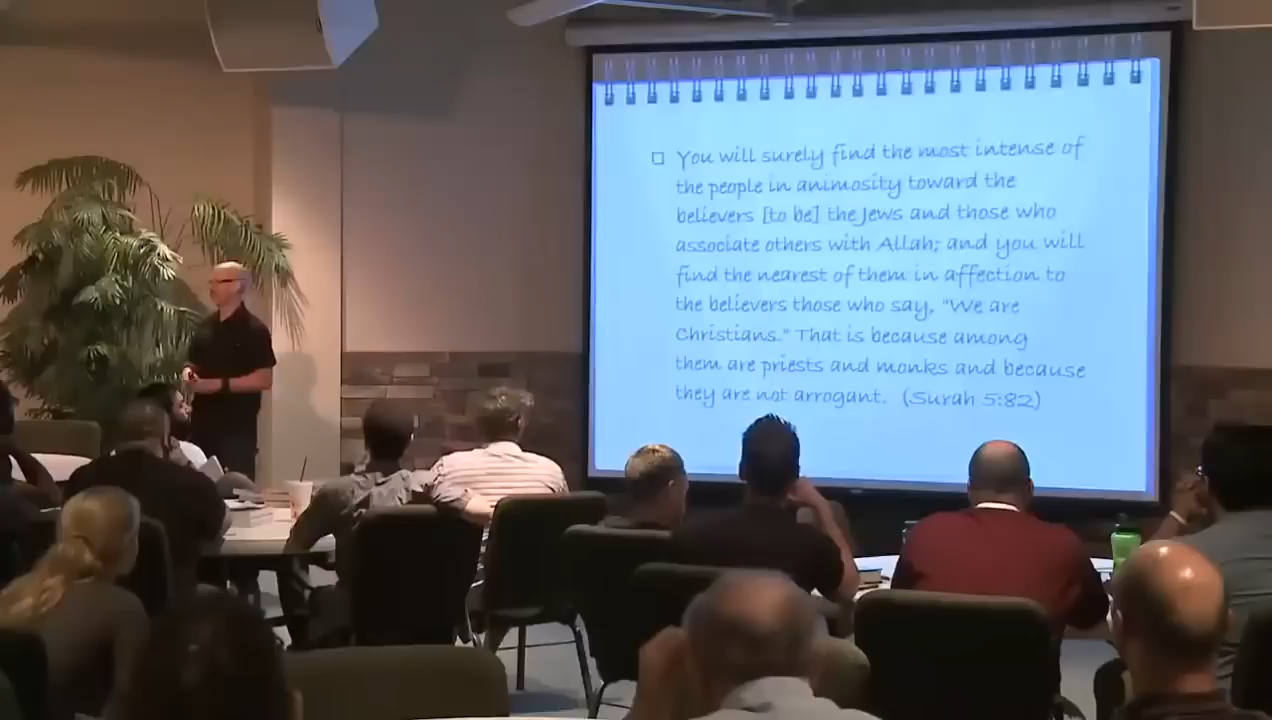 You will surely find the most intense of
the people in animosity toward the
believers [to be] the Jews and those who
associate others with Allah; and you will
find the nearest of them in affection to
the believers those who say, "We are
Christians." That is because among
them are priests and monks and because
they are not arrogant. (Surah 5:82)